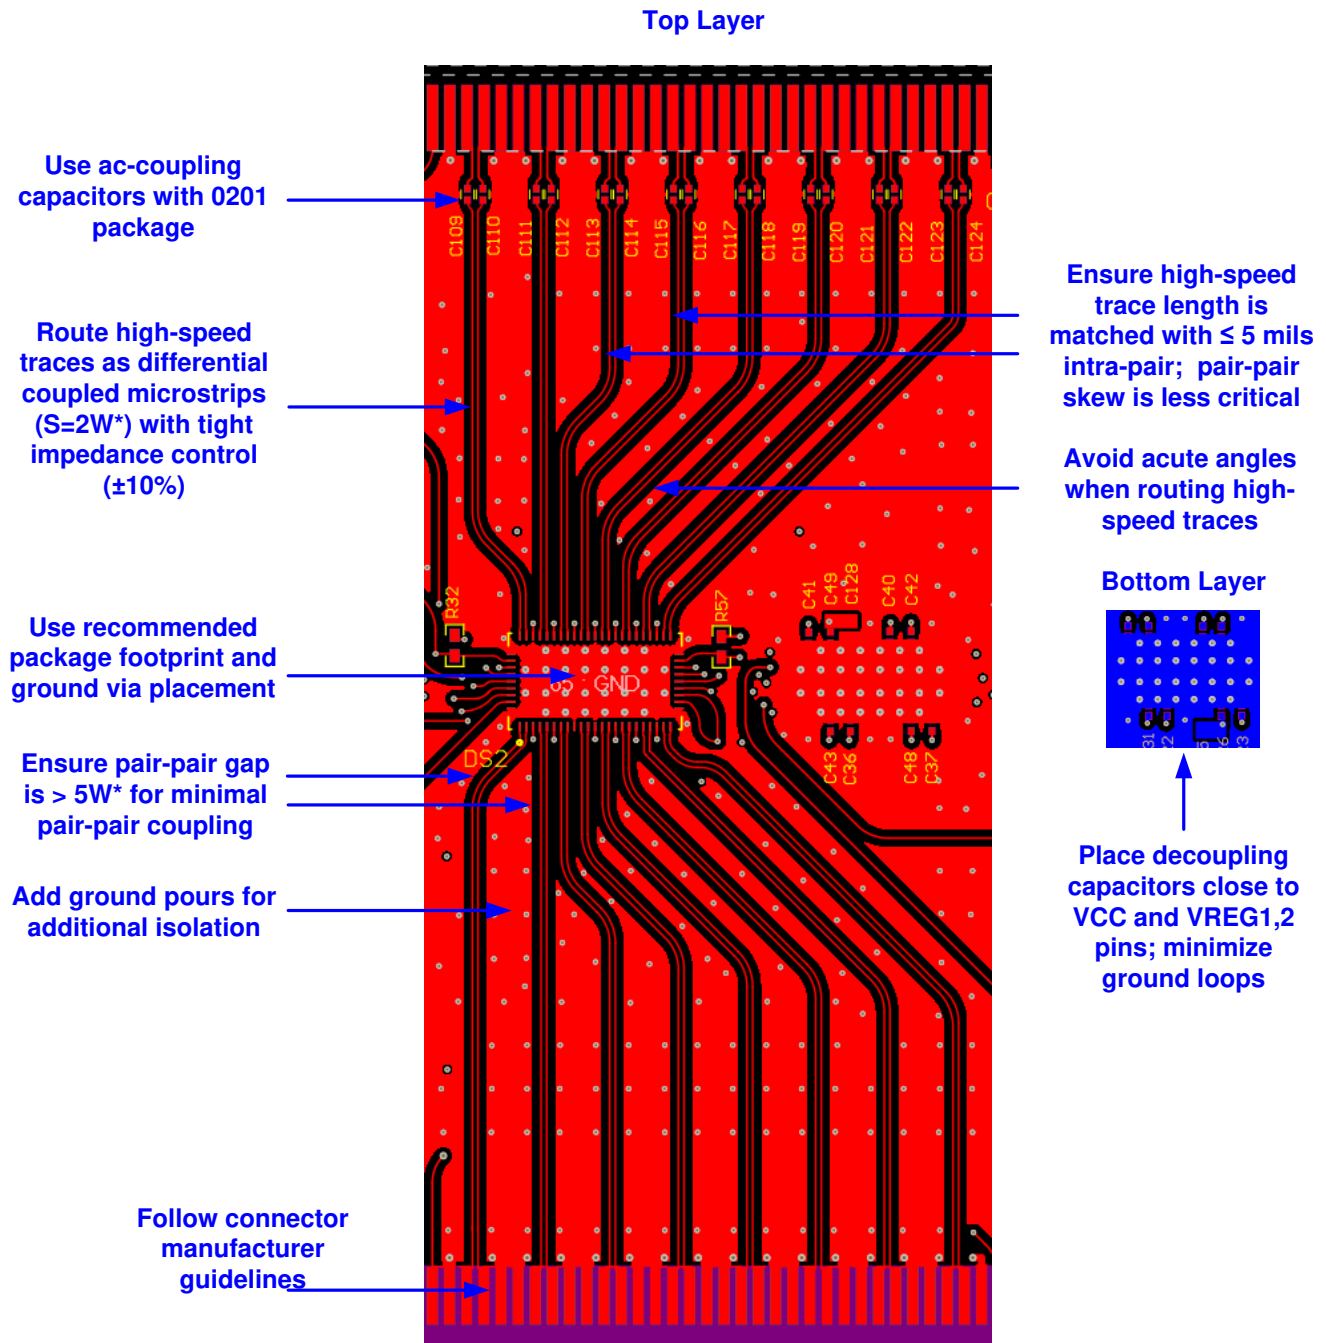 Top Layer
Use ac-coupling
capacitors with 0201
package
C109
C110
C111
C112
C113
C114
C115
C116
C117
C118
C119
C120
C121
C122
C123
C124
Route high-speed
traces as differential
coupled microstrips
(S=2W*) with tight
impedance control
(±10%)
Ensure high-speed
trace length is
matched with ≤ 5 mils
intra-pair; pair-pair
skew is less critical
Avoid acute angles
when routing high-
speed traces
Bottom Layer
R32
R57
C41
C49
C128
C40
C42
Use recommended
package footprint and
ground via placement
65 : GND
DS2
C43
C36
C48
C37
31
22
23
Ensure pair-pair gap
is > 5W* for minimal
pair-pair coupling
Add ground pours for
additional isolation
Place decoupling
capacitors close to
VCC and VREG1,2
pins; minimize
ground loops
Follow connector
manufacturer
guidelines